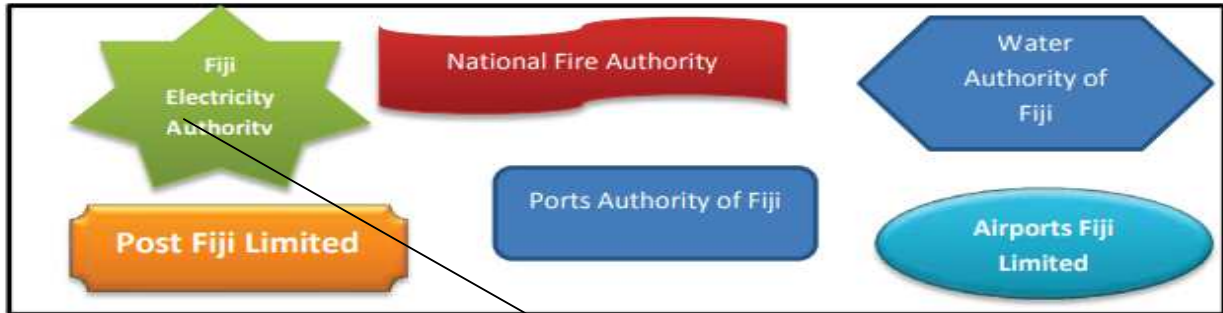 Fiji
Electricity
Authority
National Fire Authority
Water
Authority of
Fiji
Ports Authority of Fiji
Post Fiji Limited
Airports Fiji
Limited